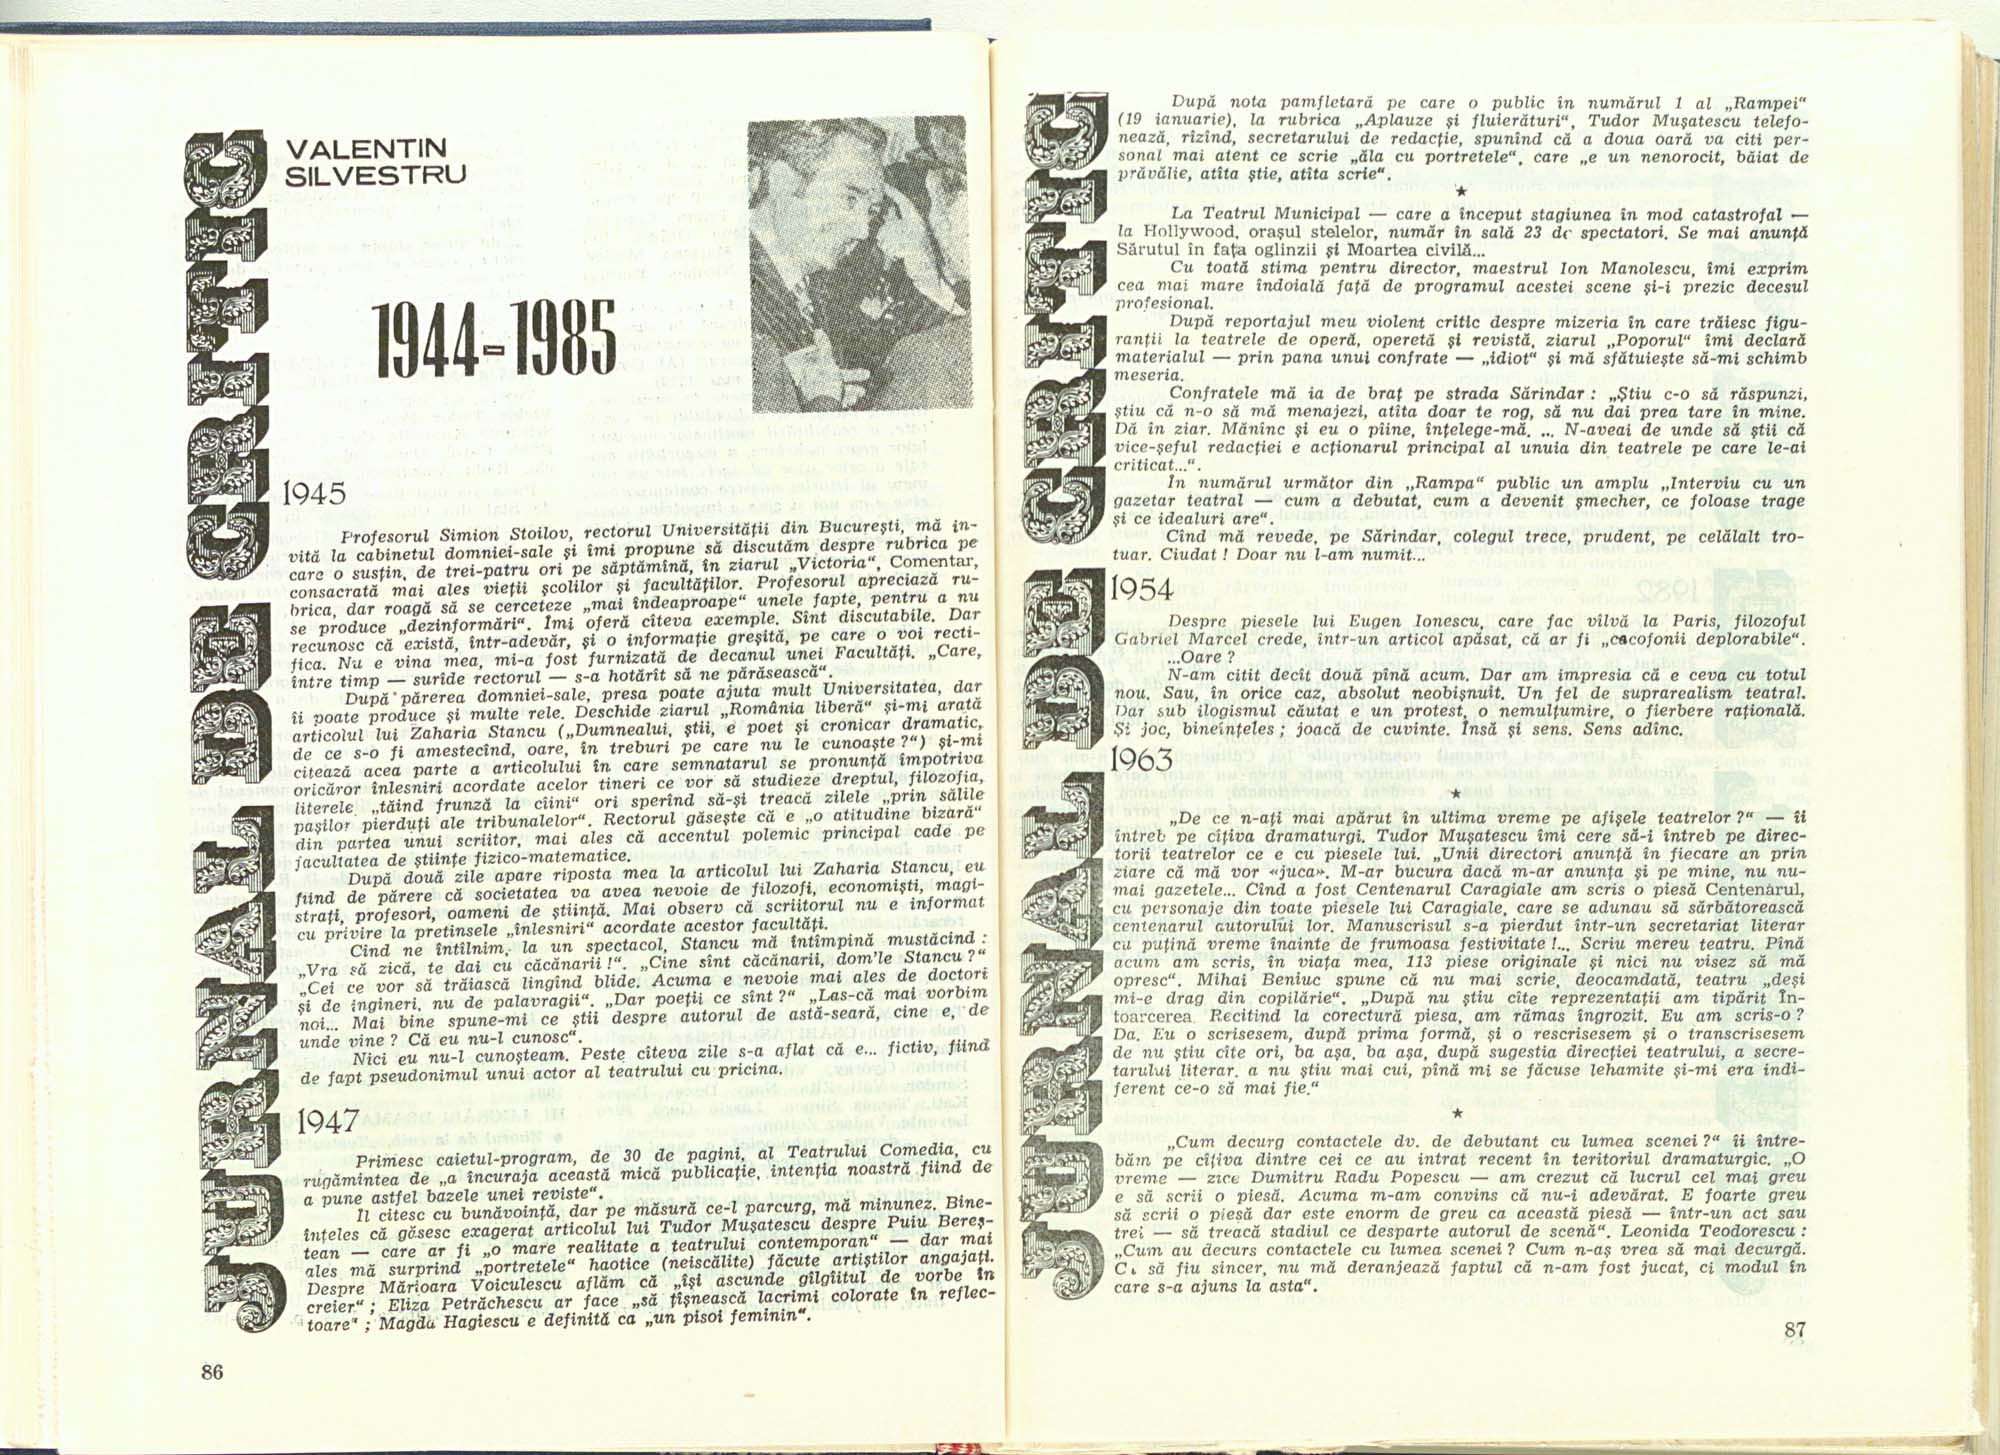 JURNAL DE CRITIC
VALENTIN
SILVESTRU
1944-1985
1945
Profesorul Simion Stoilov, rectorul Universității din București, mă in-
vită la cabinetul domniei-sale și îmi propune să discutăm despre rubrica pe
care o susțin, de trei-patru ori pe săptămînă, în ziarul „Victoria“, Comentar,
consacrată mai ales vieții școlilor și facultăților. Profesorul apreciază ru-
brica, dar roagă să se cerceteze „mai îndeaproape“ unele fapte, pentru a nu
se produce „dezinformări“. Imi oferă cîteva exemple. Sînt discutabile. Dar
recunosc că există, într-adevăr, și o informație greșită, pe care o voi recti-
fica. Nu e vina mea, mi-a fost furnizată de decanul unei Facultăți. „Care,
între timp — surîde rectorul — s-a hotărît să ne părăsească“.
După părerea domniei-sale, presa poate ajuta mult Universitatea, dar
îi poate produce și multe rele. Deschide ziarul „România liberă“ și-mi arată
articolul lui Zaharia Stancu („Dumnealui, știi, e poet și cronicar dramatic,
de ce s-o fi amestecînd, oare, în treburi pe care nu le cunoaște ?“) și-mi
citează acea parte a articolului în care semnatarul se pronunță împotriva
oricăror înlesniri acordate acelor tineri ce vor să studieze dreptul, filozofia,
literele „tăind frunză la cîini“ ori sperînd să-și treacă zilele „prin sălile
pașilor pierduți ale tribunalelor“. Rectorul găsește că e „o atitudine bizară“
din partea unui scriitor, mai ales că accentul polemic principal cade pe
facultatea de științe fizico-matematice.
După două zile apare riposta mea la articolul lui Zaharia Stancu, eu
fiind de părere că societatea va avea nevoie de filozofi, economiști, magi-
strați, profesori, oameni de știință. Mai observ că scriitorul nu e informat
cu privire la pretinsele „înlesniri“ acordate acestor facultăți.
Cînd ne întîlnim, la un spectacol, Stancu mă întîmpină mustăcind :
„Vra să zică, te dai cu căcănarii !“. „Cine sînt căcănarii, dom'le Stancu ?“
„Cei ce vor să trăiască lingînd blide. Acuma e nevoie mai ales de doctori
și de ingineri, nu de palavragii“. „Dar poeții ce sînt ?“ „Las-că mai vorbim
noi... Mai bine spune-mi ce știi despre autorul de astă-seară, cine e, de
unde vine ? Că eu nu-l cunosc“.
Nici eu nu-l cunoșteam. Peste cîteva zile s-a aflat că e... fictiv, fiind
de fapt pseudonimul unui actor al teatrului cu pricina.
1947
Primesc caietul-program, de 30 de pagini, al Teatrului Comedia, cu
rugămintea de „a încuraja această mică publicație, intenția noastră fiind de
a pune astfel bazele unei reviste“.
Il citesc cu bunăvoință, dar pe măsură ce-l parcurg, mă minunez. Bine-
înțeles că găsesc exagerat articolul lui Tudor Mușatescu despre Puiu Bereș-
tean — care ar fi „o mare realitate a teatrului contemporan“ — dar mai
ales mă surprind „portretele“ haotice (neiscălite) făcute artiștilor angajați.
Despre Mărioara Voiculescu aflăm că „își ascunde gîlgîitul de vorbe în
creier“ ; Eliza Petrăchescu ar face „să țîșnească lacrimi colorate în reflec-
toare“ ; Magda Hagiescu e definită ca „un pisoi feminin“.
86
JURNAL DE CRITIC
După nota pamfletară pe care o public în numărul 1 al „Rampei“
(19 ianuarie), la rubrica „Aplauze și fluierături“, Tudor Mușatescu telefo-
nează, rîzînd, secretarului de redacție, spunînd că a doua oară va citi per-
sonal mai atent ce scrie „ăla cu portretele“, care „e un nenorocit, băiat de
prăvălie, atîta știe, atîta scrie“.
★
La Teatrul Municipal — care a început stagiunea în mod catastrofal —
la Hollywood, orașul stelelor, număr în sală 23 de spectatori. Se mai anunță
Sărutul în fața oglinzii și Moartea civilă...
Cu toată stima pentru director, maestrul Ion Manolescu, îmi exprim
cea mai mare îndoială față de programul acestei scene și-i prezic decesul
profesional.
După reportajul meu violent critic despre mizeria în care trăiesc figu-
ranții la teatrele de operă, operetă și revistă, ziarul „Poporul“ îmi declară
materialul — prin pana unui confrate — „idiot“ și mă sfătuiește să-mi schimb
meseria.
Confratele mă ia de braț pe strada Sărindar : „Știu c-o să răspunzi,
știu că n-o să mă menajezi, atîta doar te rog, să nu dai prea tare în mine.
Dă în ziar. Mănînc și eu o pîine, înțelege-mă. ... N-aveai de unde să știi că
vice-șeful redacției e acționarul principal al unuia din teatrele pe care le-ai
criticat...“.
In numărul următor din „Rampa“ public un amplu „Interviu cu un
gazetar teatral — cum a debutat, cum a devenit șmecher, ce foloase trage
și ce idealuri are“.
Cînd mă revede, pe Sărindar, colegul trece, prudent, pe celălalt tro-
tuar. Ciudat ! Doar nu l-am numit...
1954
Despre piesele lui Eugen Ionescu, care fac vîlvă la Paris, filozoful
Gabriel Marcel crede, într-un articol apăsat, că ar fi „cacofonii deplorabile“.
...Oare ?
N-am citit decît două pînă acum. Dar am impresia că e ceva cu totul
nou. Sau, în orice caz, absolut neobișnuit. Un fel de suprarealism teatral.
Dar sub ilogismul căutat e un protest, o nemulțumire, o fierbere rațională.
Și joc, bineînțeles ; joacă de cuvinte. Însă și sens. Sens adînc.
1963
★
„De ce n-ați mai apărut în ultima vreme pe afișele teatrelor ?“ — îi
întreb pe cîțiva dramaturgi. Tudor Mușatescu îmi cere să-i întreb pe direc-
torii teatrelor ce e cu piesele lui. „Unii directori anunță în fiecare an prin
ziare că mă vor «juca». M-ar bucura dacă m-ar anunța și pe mine, nu nu-
mai gazetele... Cînd a fost Centenarul Caragiale am scris o piesă Centenarul,
cu personaje din toate piesele lui Caragiale, care se adunau să sărbătorească
centenarul autorului lor. Manuscrisul s-a pierdut într-un secretariat literar
cu puțină vreme înainte de frumoasa festivitate !... Scriu mereu teatru. Pînă
acum am scris, în viața mea, 113 piese originale și nici nu visez să mă
opresc“. Mihai Beniuc spune că nu mai scrie, deocamdată, teatru „deși
mi-e drag din copilărie“. „După nu știu cîte reprezentații am tipărit În-
toarcerea. Recitind la corectură piesa, am rămas îngrozit. Eu am scris-o ?
Da. Eu o scrisesem, după prima formă, și o rescrisesem și o transcrisesem
de nu știu cîte ori, ba așa, ba așa, după sugestia direcției teatrului, a secre-
tarului literar, a nu știu mai cui, pînă mi se făcuse lehamite și-mi era indi-
ferent ce-o să mai fie.“
★
„Cum decurg contactele dv. de debutant cu lumea scenei ?“ îi între-
băm pe cîțiva dintre cei ce au intrat recent în teritoriul dramaturgic. „O
vreme — zice Dumitru Radu Popescu — am crezut că lucrul cel mai greu
e să scrii o piesă. Acuma m-am convins că nu-i adevărat. E foarte greu
să scrii o piesă dar este enorm de greu ca această piesă — într-un act sau
trei — să treacă stadiul ce desparte autorul de scenă“. Leonida Teodorescu :
„Cum au decurs contactele cu lumea scenei ? Cum n-aș vrea să mai decurgă.
Ca să fiu sincer, nu mă deranjează faptul că n-am fost jucat, ci modul în
care s-a ajuns la asta“.
87